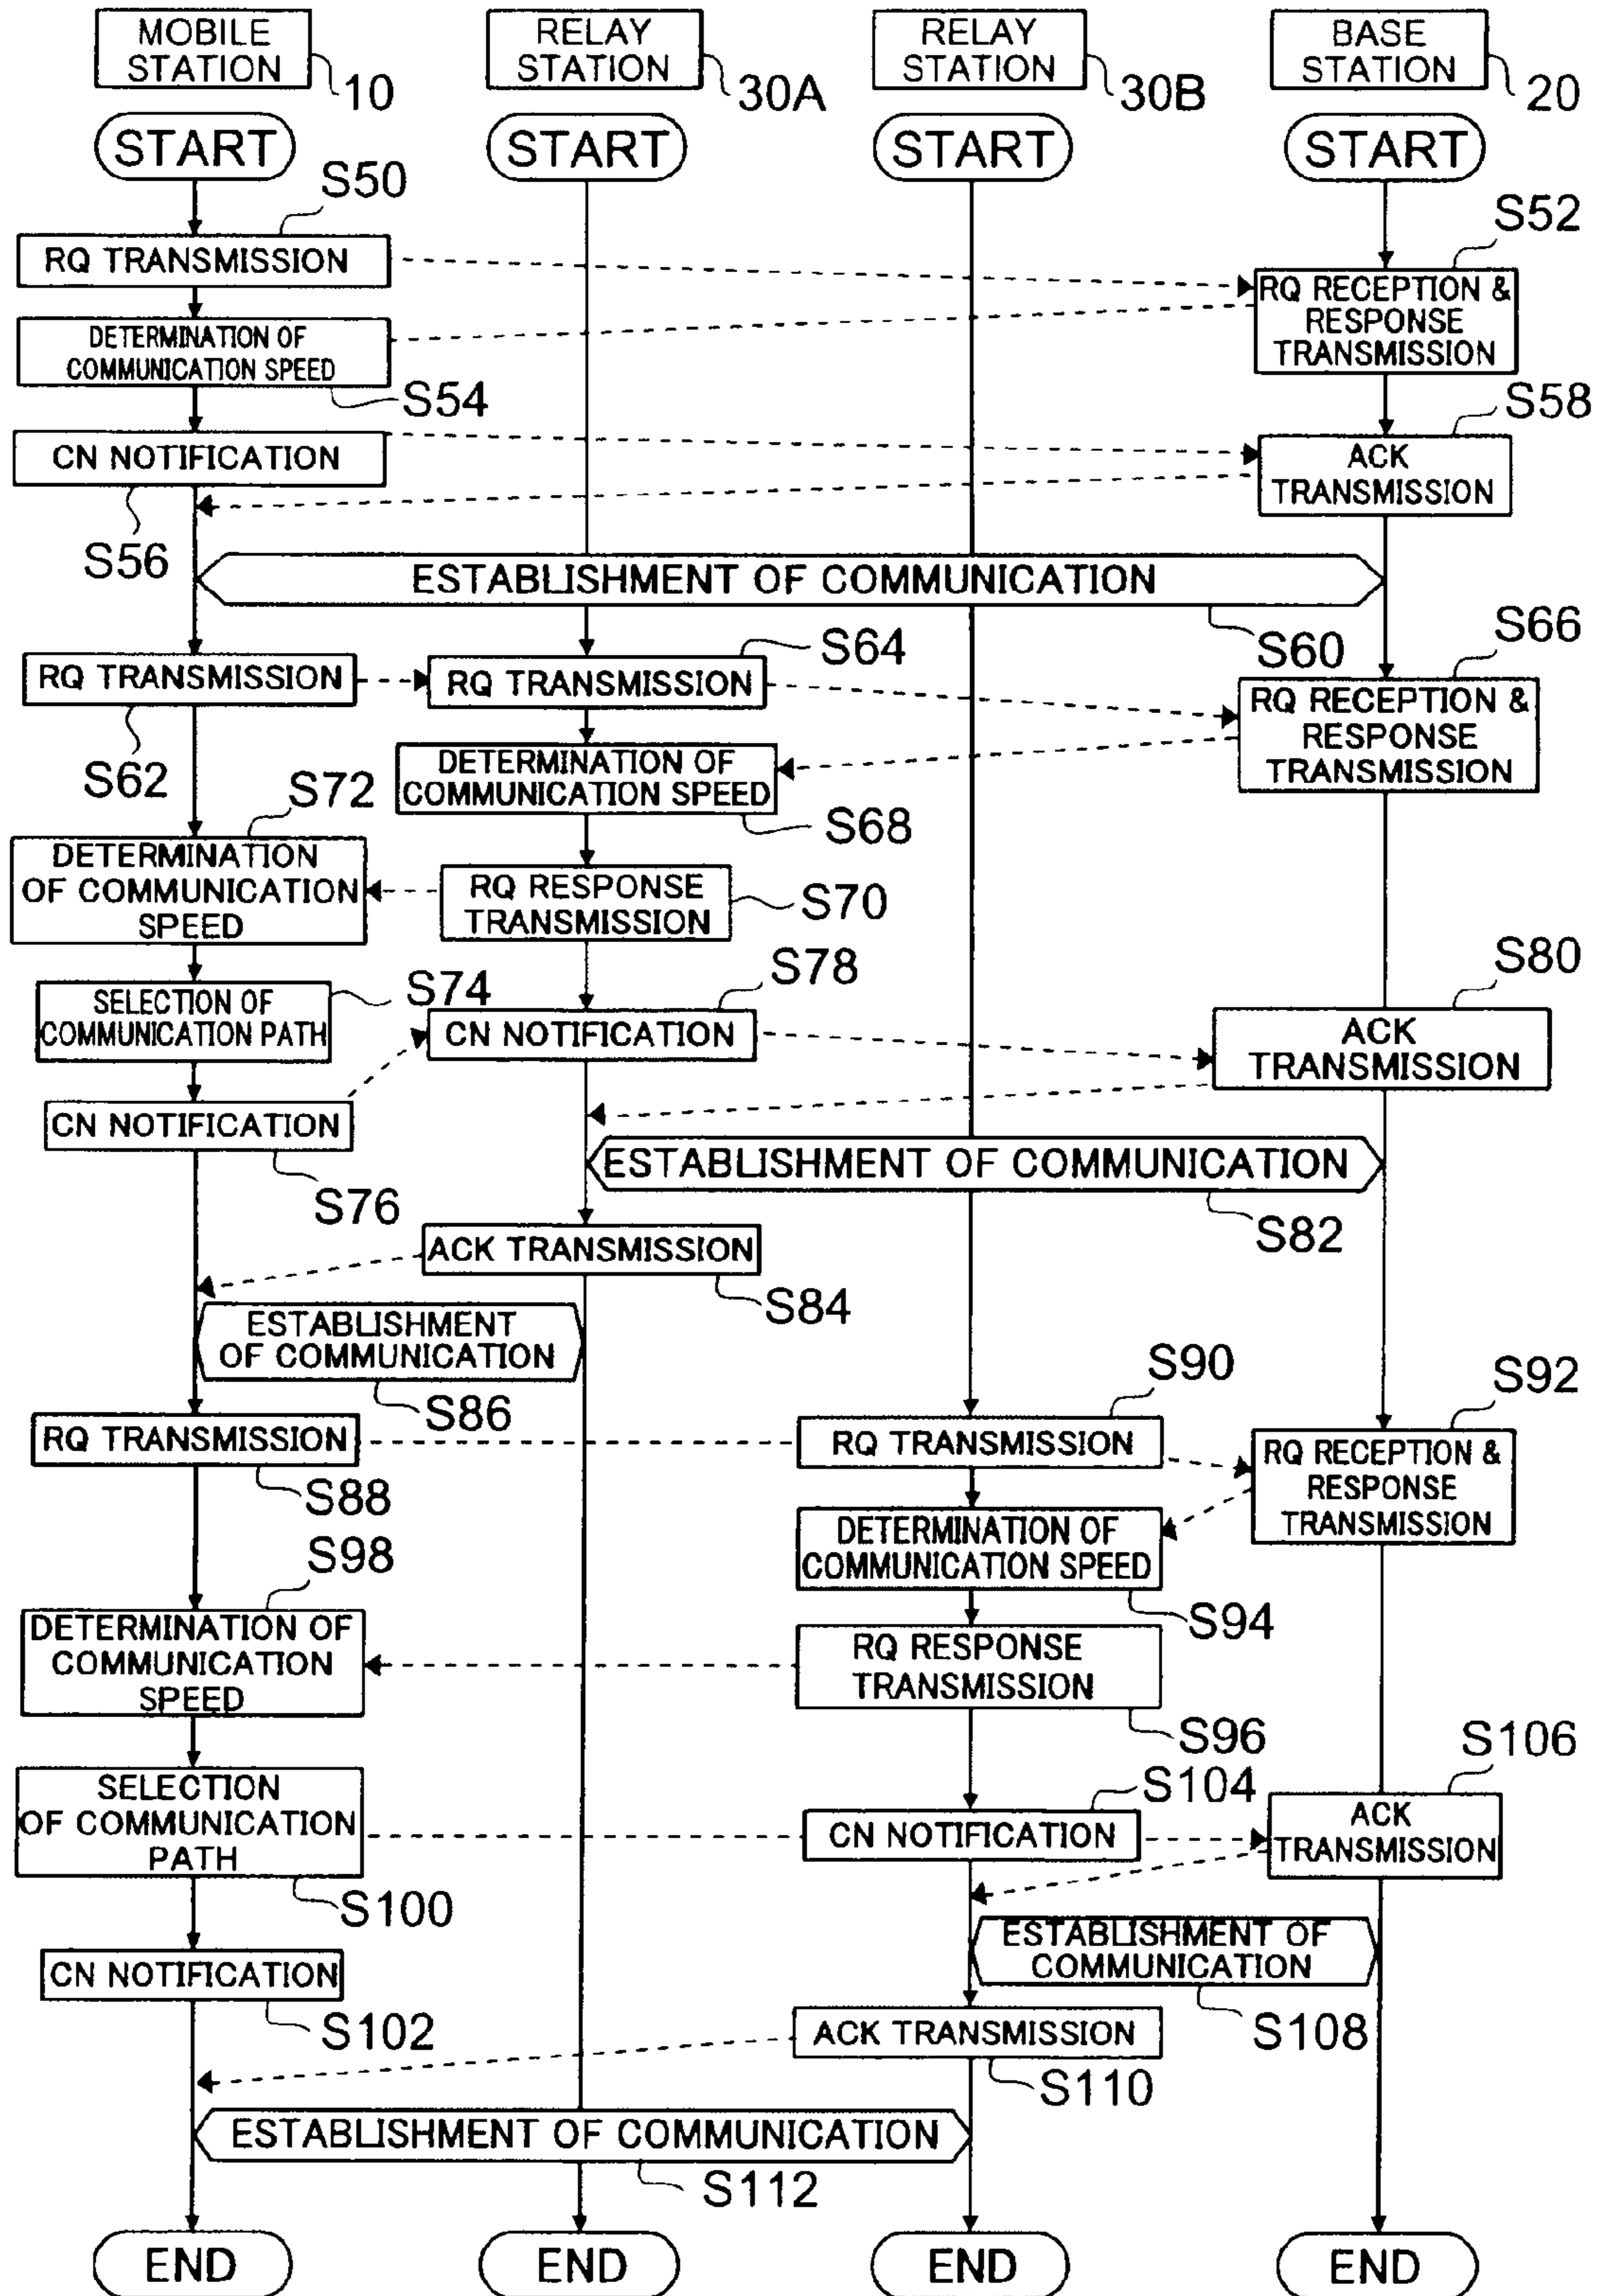 MOBILE
STATION
10
RELAY
STATION
30A
RELAY
STATION
30B
BASE
STATION
20
START
START
START
START
S50
S52
RQ TRANSMISSION
RQ RECEPTION &
RESPONSE
TRANSMISSION
DETERMINATION OF
COMMUNICATION SPEED
S54
S58
CN NOTIFICATION
ACK
TRANSMISSION
S56
ESTABLISHMENT OF COMMUNICATION
S60
S64
S66
RQ TRANSMISSION
RQ TRANSMISSION
RQ RECEPTION &
RESPONSE
TRANSMISSION
S62
DETERMINATION OF
COMMUNICATION SPEED
S68
S72
DETERMINATION
OF COMMUNICATION
SPEED
RQ RESPONSE
TRANSMISSION
S70
S74
SELECTION OF
COMMUNICATION PATH
S78
CN NOTIFICATION
S80
ACK
TRANSMISSION
CN NOTIFICATION
S76
ESTABLISHMENT OF COMMUNICATION
S82
ACK TRANSMISSION
S84
ESTABLISHMENT
OF COMMUNICATION
S86
S90
S92
RQ TRANSMISSION
S88
RQ TRANSMISSION
RQ RECEPTION &
RESPONSE
TRANSMISSION
DETERMINATION OF
COMMUNICATION SPEED
S94
S98
DETERMINATION OF
COMMUNICATION
SPEED
RQ RESPONSE
TRANSMISSION
S96
S106
SELECTION
OF COMMUNICATION
PATH
S100
S104
CN NOTIFICATION
ACK
TRANSMISSION
ESTABLISHMENT OF
COMMUNICATION
S108
CN NOTIFICATION
S102
ACK TRANSMISSION
S110
ESTABLISHMENT OF COMMUNICATION
S112
END
END
END
END